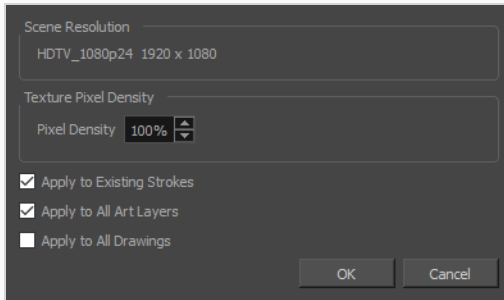 Scene Resolution
HDTV_1080p24 1920 x 1080
Texture Pixel Density
Pixel Density 100%
Apply to Existing Strokes
Apply to All Art Layers
Apply to All Drawings
OK Cancel